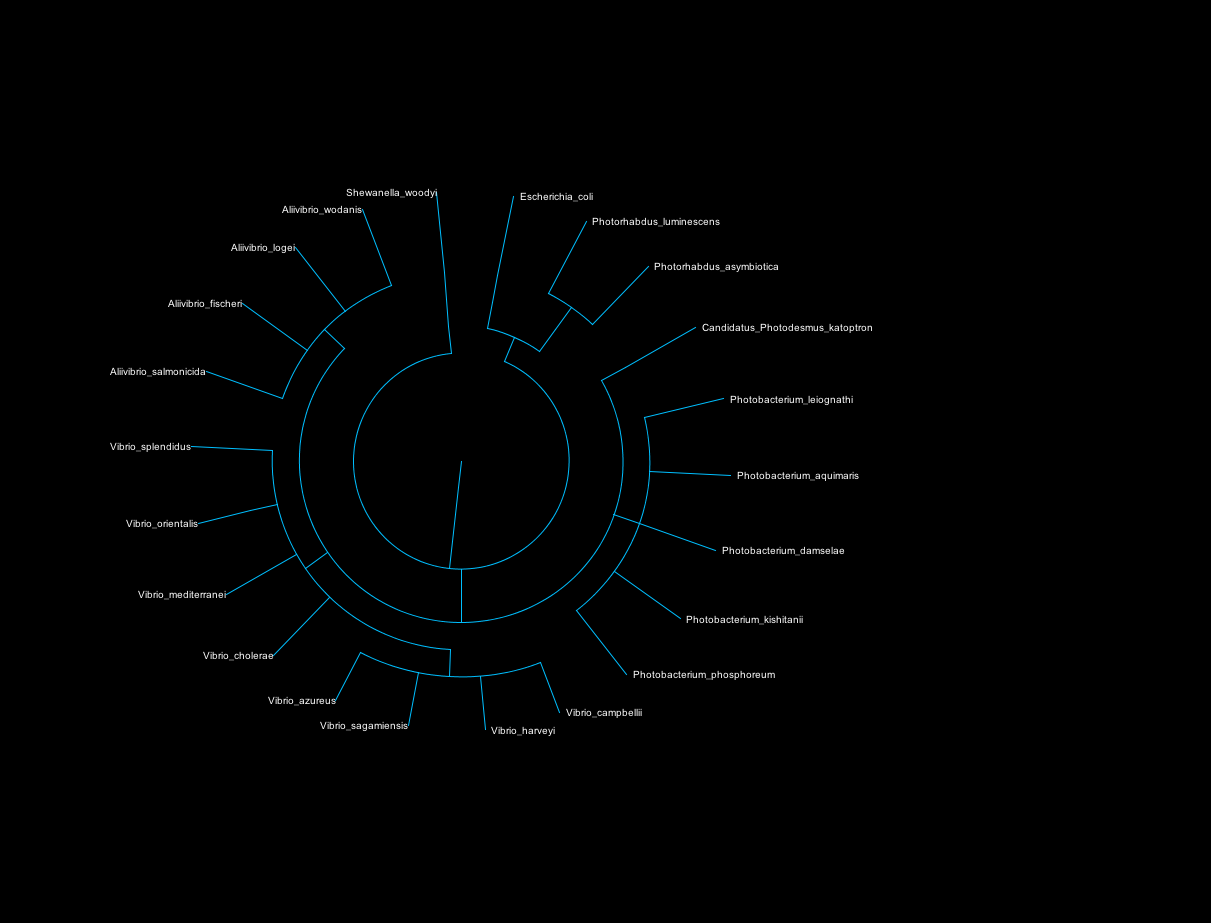 Shewanella_woodyi
Escherichia_coli
Aliivibrio_wodanis
Photorhabdus_luminescens
Aliivibrio_logei
Photorhabdus_asymbiotica
Aliivibrio_fischeri
Candidatus_Photodesmus_katoptron
Aliivibrio_salmonicida
Photobacterium_leiognathi
Vibrio_splendidus
Photobacterium_aquimaris
Vibrio_orientalis
Photobacterium_damselae
Vibrio_mediterranei
Photobacterium_kishitanii
Vibrio_cholerae
Photobacterium_phosphoreum
Vibrio_azureus
Vibrio_campbellii
Vibrio_sagamiensis
Vibrio_harveyi